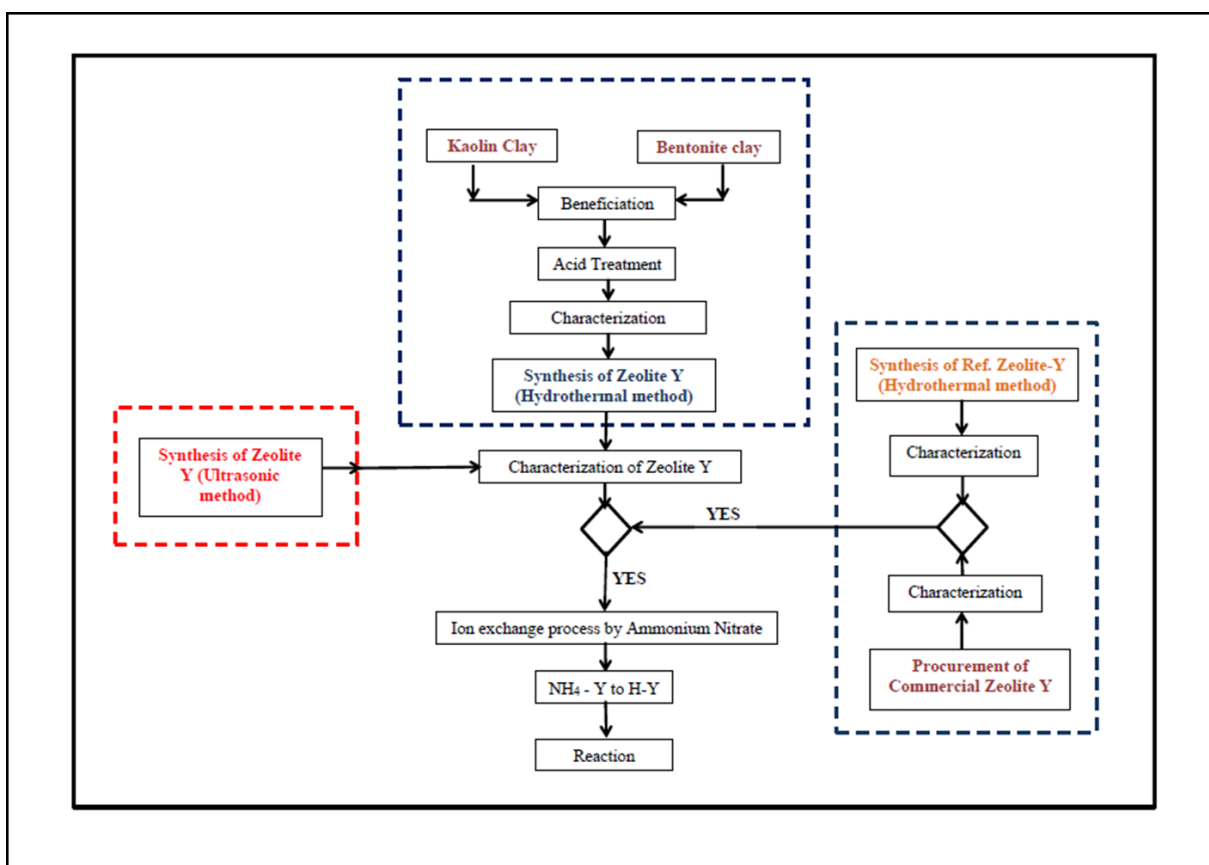 Kaolin Clay
Bentonite clay
Beneficiation
Acid Treatment
Characterization
Synthesis of Zeolite Y
(Hydrothermal method)
Synthesis of Ref. Zeolite-Y
(Hydrothermal method)
Synthesis of Zeolite
Y (Ultrasonic
method)
Characterization of Zeolite Y
Characterization
YES
YES
Characterization
Ion exchange process by Ammonium Nitrate
Procurement of
Commercial Zeolite Y
NH₄ - Y to H-Y
Reaction